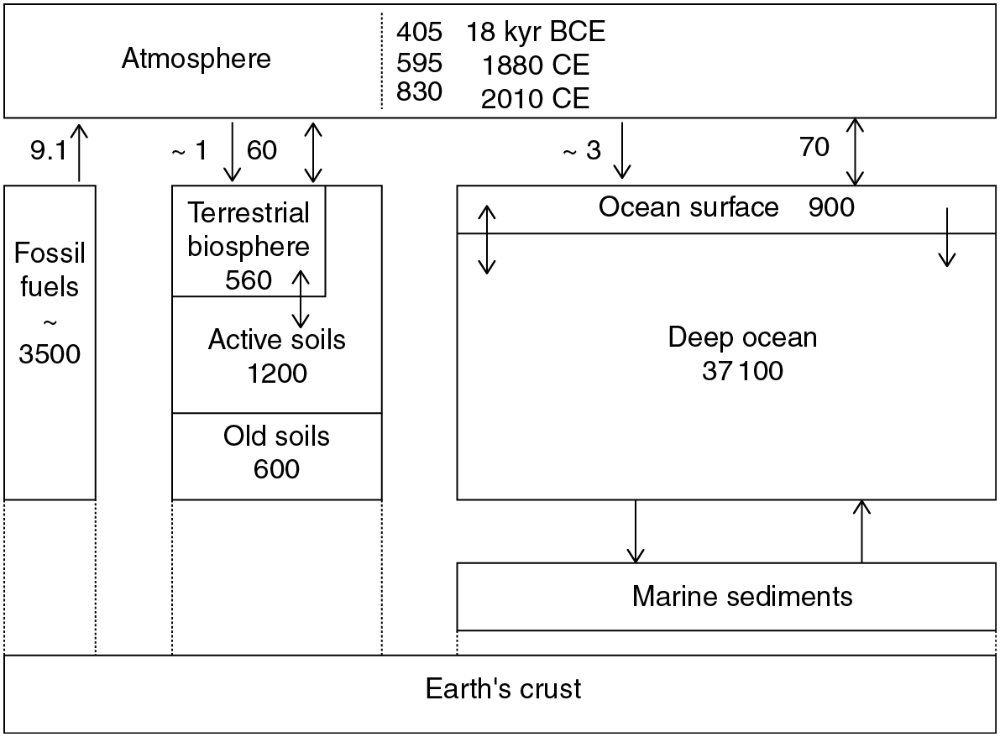 Atmosphere
405 18 kyr BCE
595 1880 CE
830 2010 CE
9.1
~ 1
60
~ 3
70
Fossil
fuels
~
3500
Terrestrial
biosphere
560
Active soils
1200
Old soils
600
Ocean surface 900
Deep ocean
37 100
Marine sediments
Earth's crust